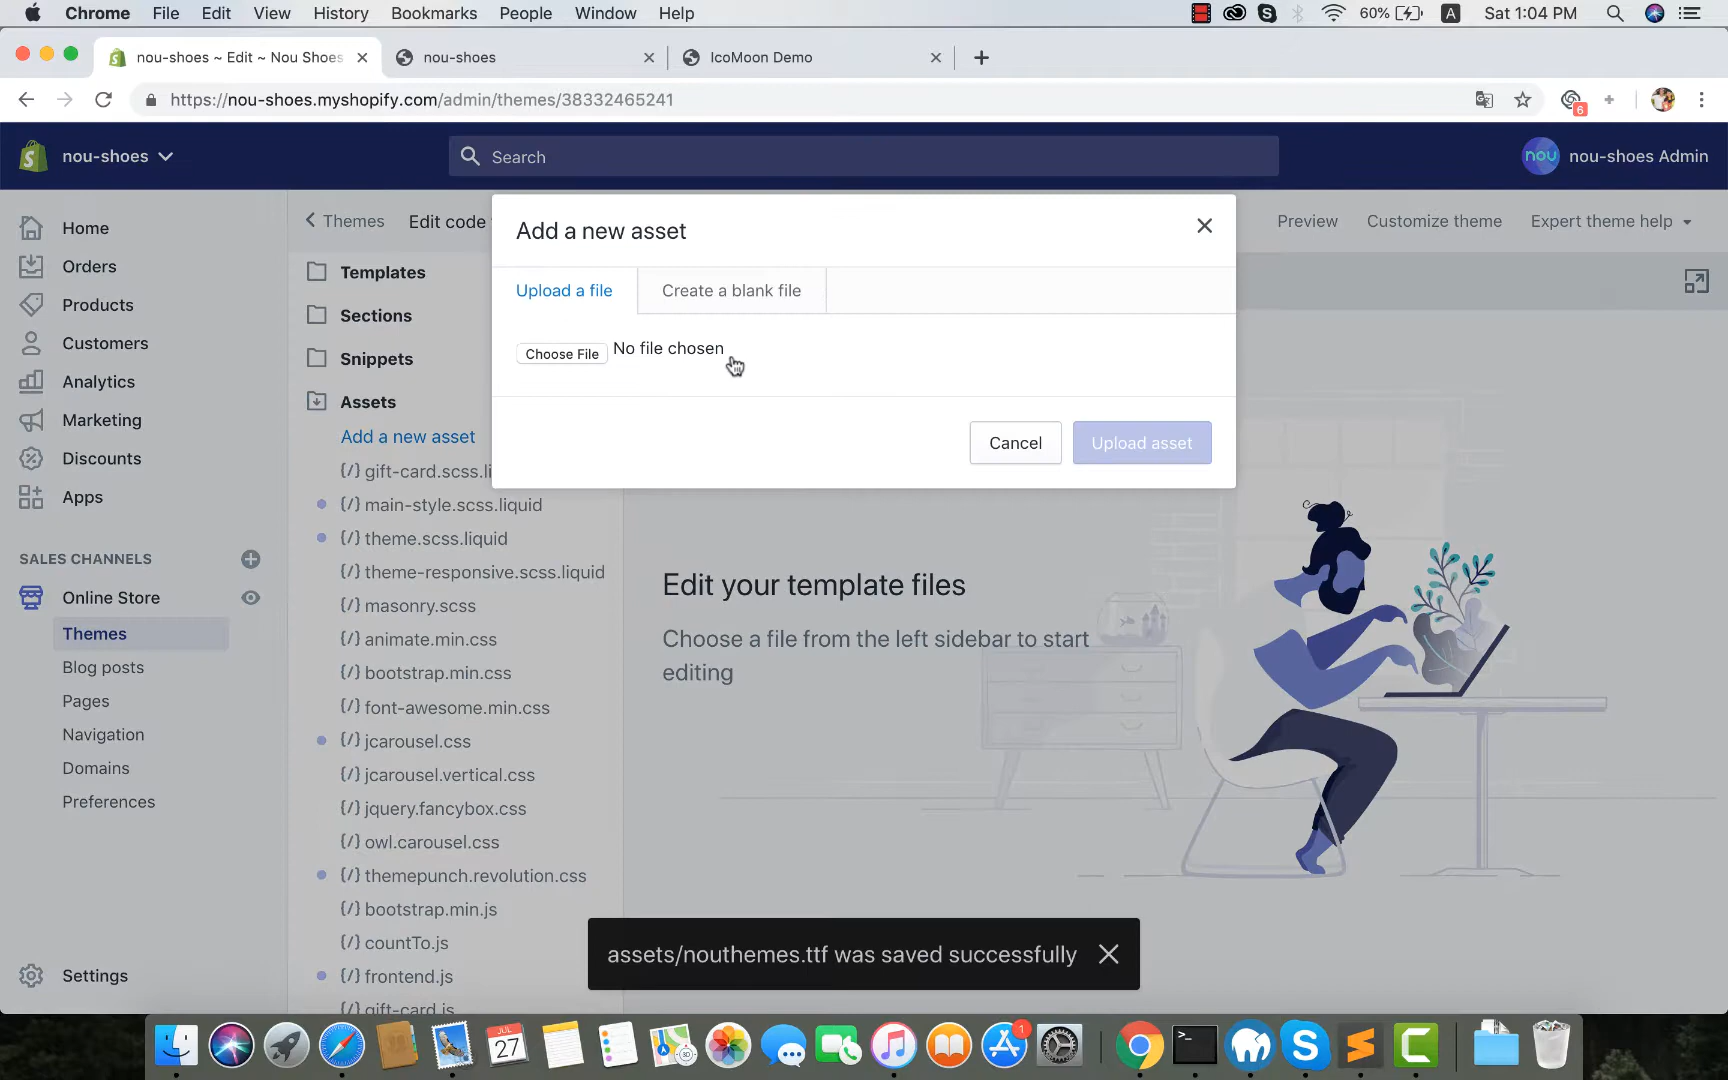 Chrome File Edit View History Bookmarks People Window Help
60% A Sat 1:04 PM
nou-shoes ~ Edit ~ Nou Shoes
nou-shoes
IcoMoon Demo
https://nou-shoes.myshopify.com/admin/themes/38332465241
6
nou-shoes
Search
nou
nou-shoes Admin
Home
Orders
Products
Customers
Analytics
Marketing
Discounts
Apps
SALES CHANNELS
Online Store
Themes
Blog posts
Pages
Navigation
Domains
Preferences
Settings
Themes
Edit code
Preview
Customize theme
Expert theme help
Templates
Sections
Snippets
Assets
Add a new asset
{/} gift-card.scss.li
{/} main-style.scss.liquid
{/} theme.scss.liquid
{/} theme-responsive.scss.liquid
{/} masonry.scss
{/} animate.min.css
{/} bootstrap.min.css
{/} font-awesome.min.css
{/} jcarousel.css
{/} jcarousel.vertical.css
{/} jquery.fancybox.css
{/} owl.carousel.css
{/} themepunch.revolution.css
{/} bootstrap.min.js
{/} countTo.js
{/} frontend.js
{/} gift-card.js
Add a new asset
Upload a file
Create a blank file
Choose File No file chosen
Cancel
Upload asset
Edit your template files
Choose a file from the left sidebar to start
editing
assets/nouthemes.ttf was saved successfully
JUL
27
3D
1